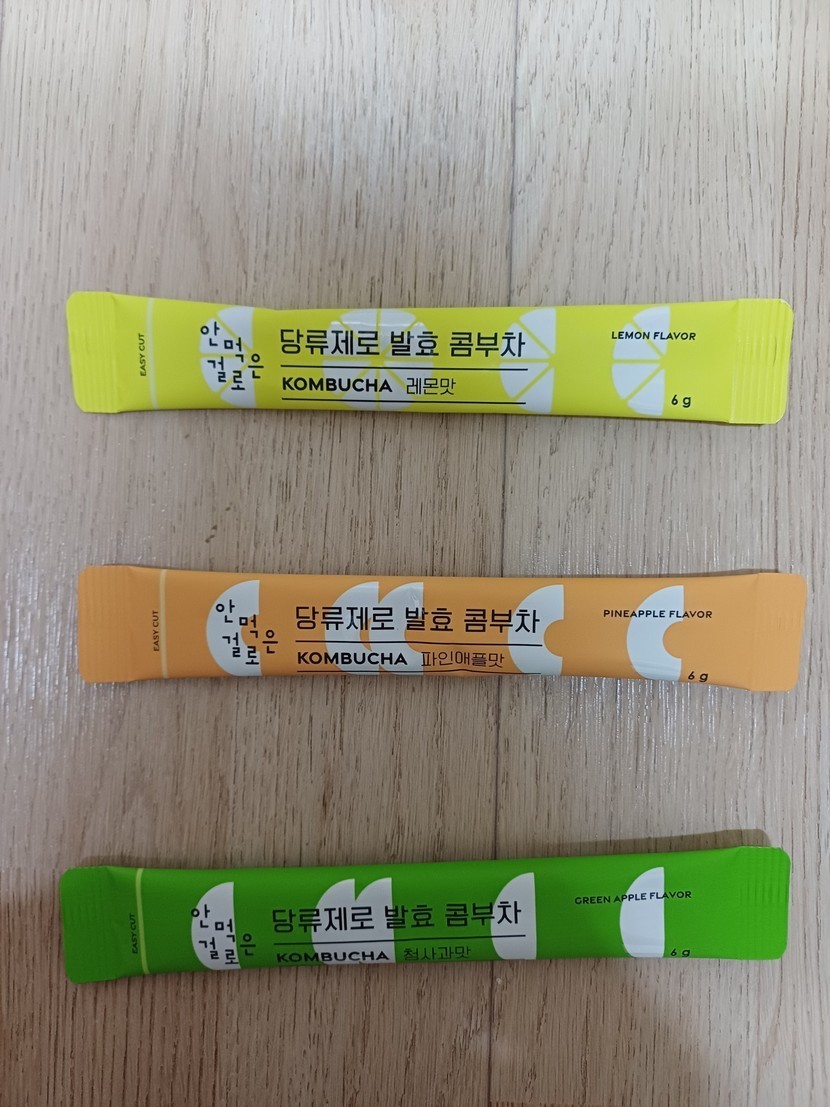 EASY CUT
안먹은
걸로
당류제로 발효 콤부차
KOMBUCHA 레몬맛
LEMON FLAVOR
6 g
EASY CUT
안먹은
걸로
당류제로 발효 콤부차
KOMBUCHA 파인애플맛
PINEAPPLE FLAVOR
6 g
EASY CUT
안먹은
걸로
당류제로 발효 콤부차
KOMBUCHA 청사과맛
GREEN APPLE FLAVOR
6 g